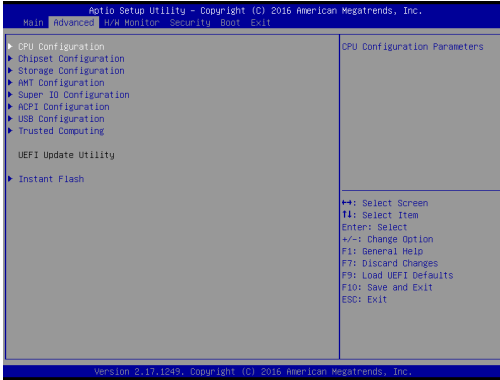 Aptio Setup Utility – Copyright (C) 2016 American Megatrends, Inc.
Main Advanced H/W Monitor Security Boot Exit
CPU Configuration
Chipset Configuration
Storage Configuration
AMT Configuration
Super IO Configuration
ACPI Configuration
USB Configuration
Trusted Computing
UEFI Update Utility
Instant Flash
CPU Configuration Parameters
↔: Select Screen
↑↓: Select Item
Enter: Select
+/-: Change Option
F1: General Help
F7: Discard Changes
F9: Load UEFI Defaults
F10: Save and Exit
ESC: Exit
Version 2.17.1249. Copyright (C) 2016 American Megatrends, Inc.